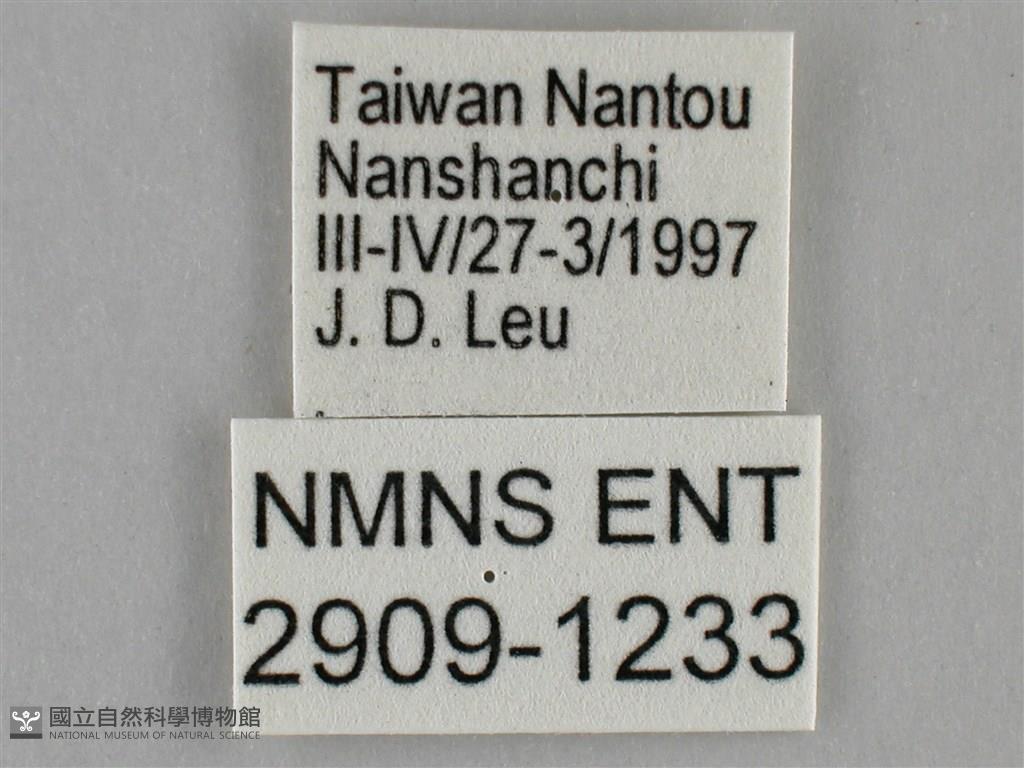 Taiwan Nantou
Nanshanchi
III-IV/27-3/1997
J. D. Leu
NMNS ENT
2909-1233
國立自然科學博物館
NATIONAL MUSEUM OF NATURAL SCIENCE